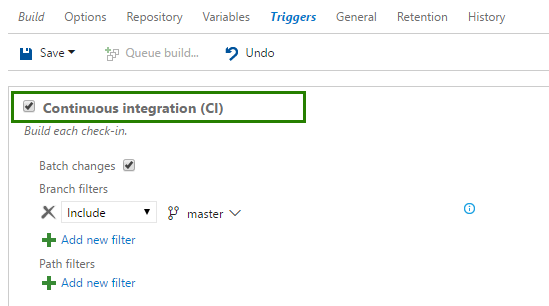 Build Options Repository Variables Triggers General Retention History
Save Queue build... Undo
Continuous integration (CI)
Build each check-in.
Batch changes
Branch filters
Include master
Add new filter
Path filters
Add new filter